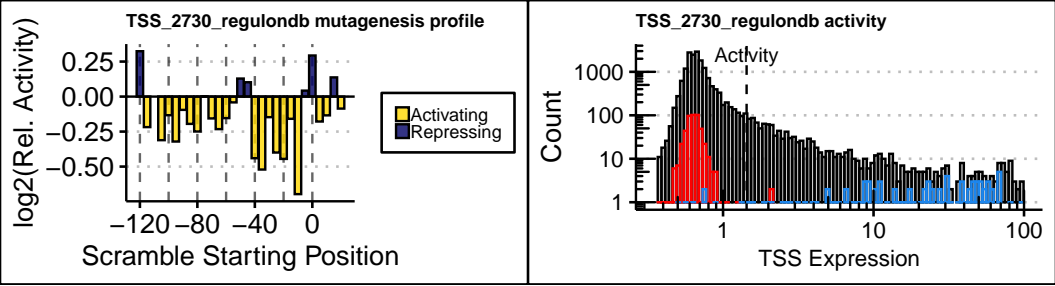 TSS_2730_regulondb mutagenesis profile
log2(Rel. Activity)
0.25
0.00
−0.25
−0.50
−120 −80 −40 0
Scramble Starting Position
Activating
Repressing
TSS_2730_regulondb activity
Activity
Count
1000
100
10
1
1 10 100
TSS Expression